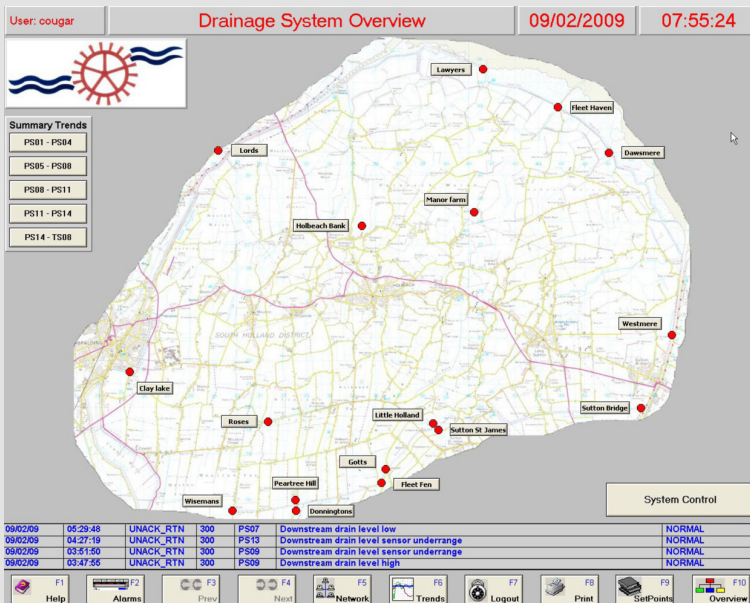 User: cougar
Drainage System Overview
09/02/2009
07:55:24
Summary Trends
PS01 - PS04
PS05 - PS08
PS08 - PS11
PS11 - PS14
PS14 - TS08
Lawyers
Fleet Haven
Lords
Dawsmere
Manor farm
Holbeach Bank
HOLBEACH
SOUTH HOLLAND DISTRICT
Westmere
Clay lake
Sutton Bridge
Little Holland
Roses
Sutton St James
Gotts
Fleet Fen
Peartree Hill
Wisemans
Donningtons
System Control
09/02/09 05:29:48 UNACK_RTN 300 PS07 Downstream drain level low NORMAL
09/02/09 04:27:19 UNACK_RTN 300 PS13 Downstream drain level sensor underrange NORMAL
09/02/09 03:51:50 UNACK_RTN 300 PS09 Downstream drain level sensor underrange NORMAL
09/02/09 03:47:55 UNACK_RTN 300 PS09 Downstream drain level high NORMAL
F1 Help
F2 Alarms
F3 Prev
F4 Next
F5 Network
F6 Trends
F7 Logout
F8 Print
F9 SetPoints
F10 Overview